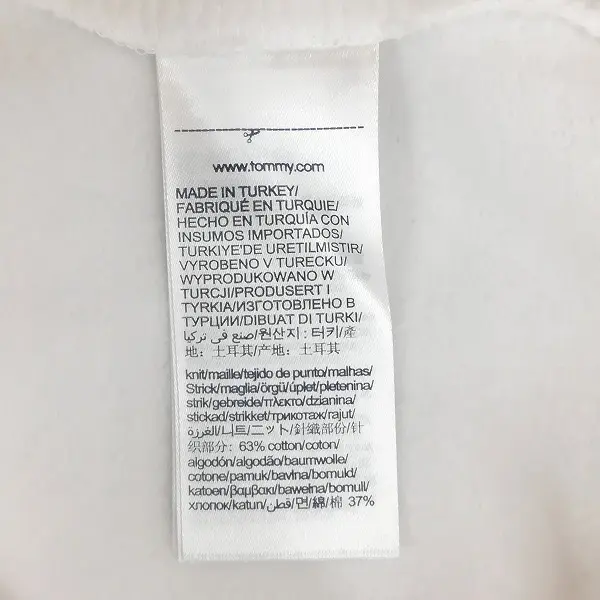 www.tommy.com
MADE IN TURKEY/
FABRIQUÉ EN TURQUIE/
HECHO EN TURQUÍA CON
INSUMOS IMPORTADOS/
TURKIYE'DE URETILMISTIR/
VYROBENO V TURECKU/
WYPRODUKOWANO W
TURCJI/PRODUSERT I
TYRKIA/ИЗГОТОВЛЕНО В
ТУРЦИИ/DIBUAT DI TURKI/
صنع في تركيا/원산지 : 터키/產
地：土耳其/产地：土耳其
knit/maille/tejido de punto/malhas/
Strick/maglia/örgü/úplet/pletenina/
strik/gebreide/πλεκτο/dzianina/
stickad/strikket/трикотаж/rajut/
الغرزة/니트/ニット/針織部份/针
织部分：63% cotton/coton/
algodón/algodão/baumwolle/
cotone/pamuk/bavlna/bomuld/
katoen/βαμβακι/bawełna/bomull/
хлопок/katun/قطن/면/綿/棉 37%